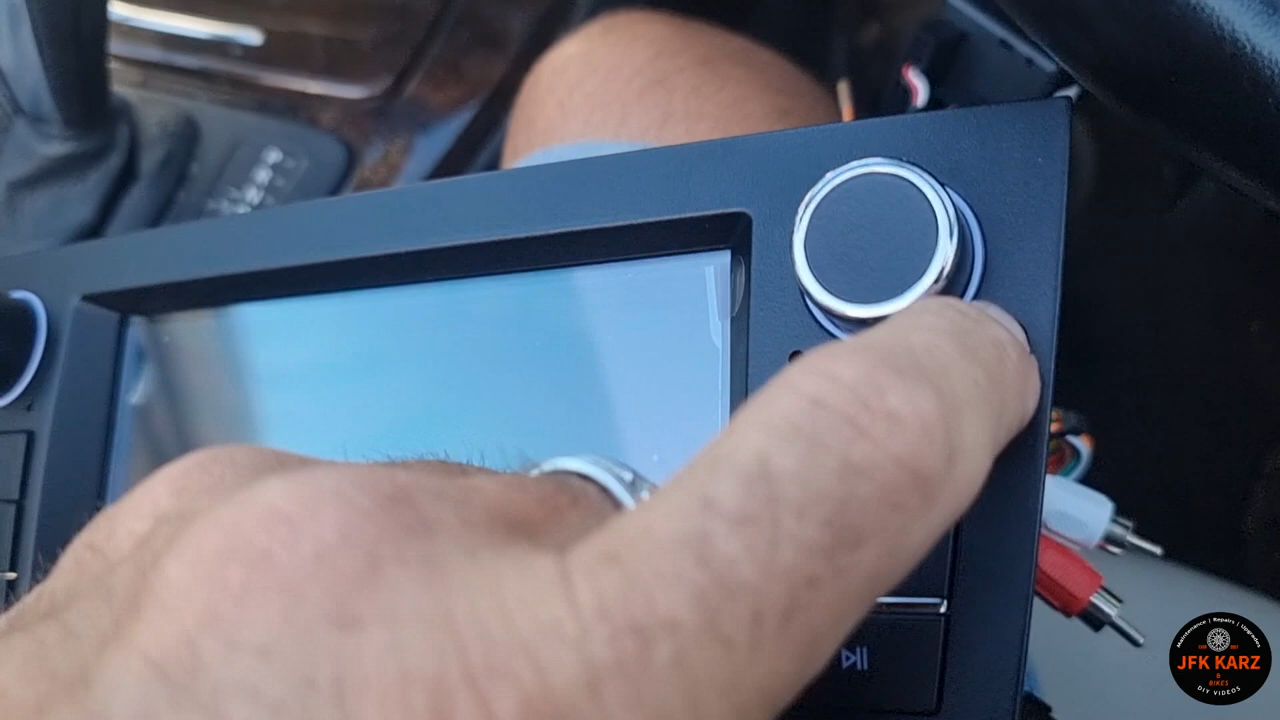 Maintenance | Repairs | Upgrades
JFK KARZ
&
BIKES
DIY VIDEOS